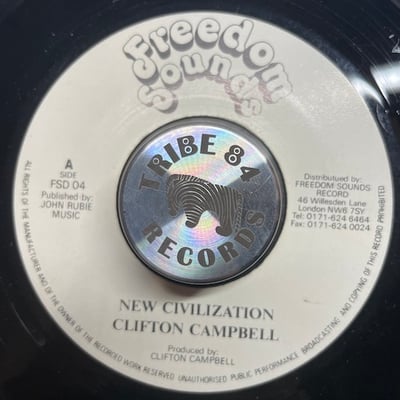 Freedom
Sounds
A
SIDE
FSD 04
Published by:
JOHN RUBIE
MUSIC
Distributued by:
FREEDOM SOUNDS
RECORD
46 Willesden Lane
London NW6 7SY
Tel: 0171-624 6464
Fax: 0171-624 0024
TRIBE 84
RECORDS
NEW CIVILIZATION
CLIFTON CAMPBELL
Produced by:
CLIFTON CAMPBELL
ALL RIGHTS OF THE MANUFACTURER AND OF THE OWNER OF THE RECORD WORK RESERVED UNAUTHORISED PUBLIC PERFORMANCE BROADCASTING AND COPYING OF THIS RECORD PROHIBITED